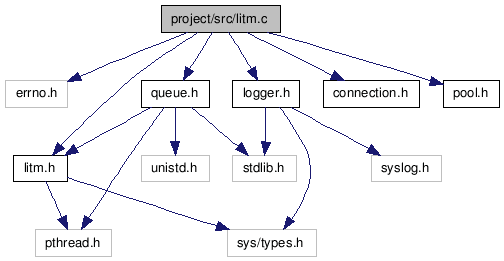 project/src/litm.c
errno.h
queue.h
logger.h
connection.h
pool.h
litm.h
unistd.h
stdlib.h
syslog.h
pthread.h
sys/types.h